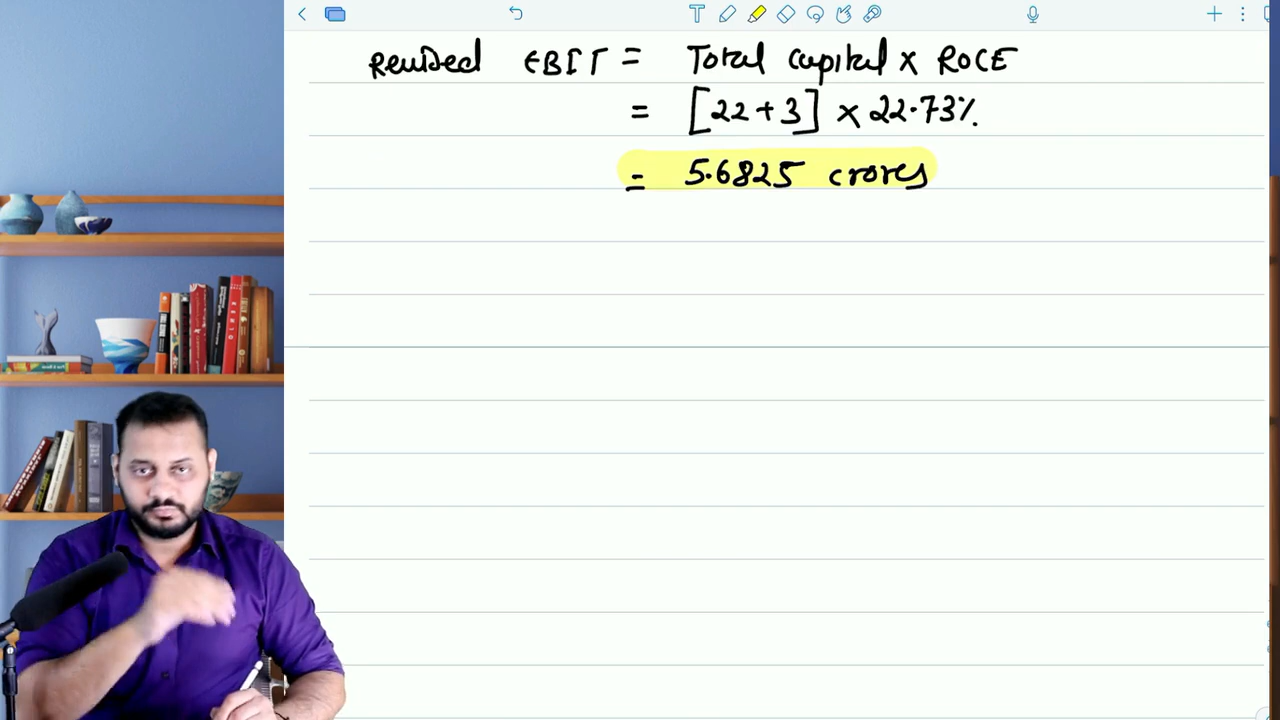 Revised EBIT = Total capital x ROCE
= [22+3] x 22.73%
= 5.6825 crores